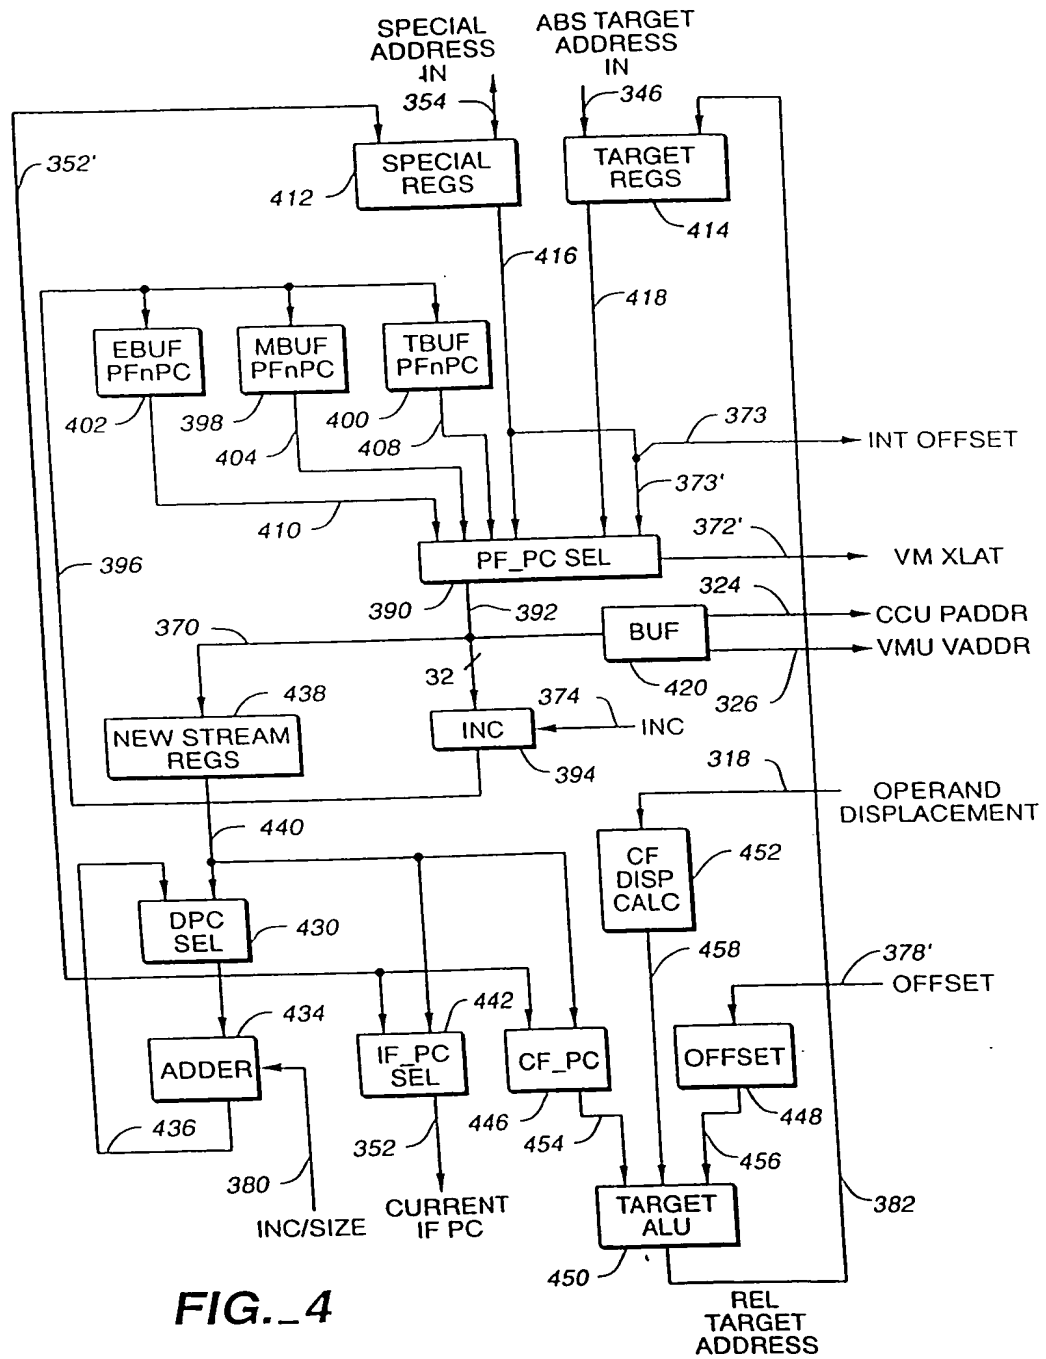 SPECIAL
ADDRESS
IN
354
ABS TARGET
ADDRESS
IN
346
352'
SPECIAL
REGS
412
TARGET
REGS
414
416
418
EBUF
PFnPC
402
MBUF
PFnPC
398
TBUF
PFnPC
400
404
408
410
373
INT OFFSET
373'
396
PF_PC SEL
390
392
372'
VM XLAT
370
BUF
420
324
CCU PADDR
VMU VADDR
326
32
438
NEW STREAM
REGS
INC
394
374
INC
318
OPERAND
DISPLACEMENT
440
CF
DISP
CALC
452
DPC
SEL
430
458
378'
OFFSET
434
ADDER
442
IF_PC
SEL
CF_PC
446
OFFSET
448
436
380
INC/SIZE
352
CURRENT
IF PC
454
456
TARGET
ALU
450
382
REL
TARGET
ADDRESS
FIG._4